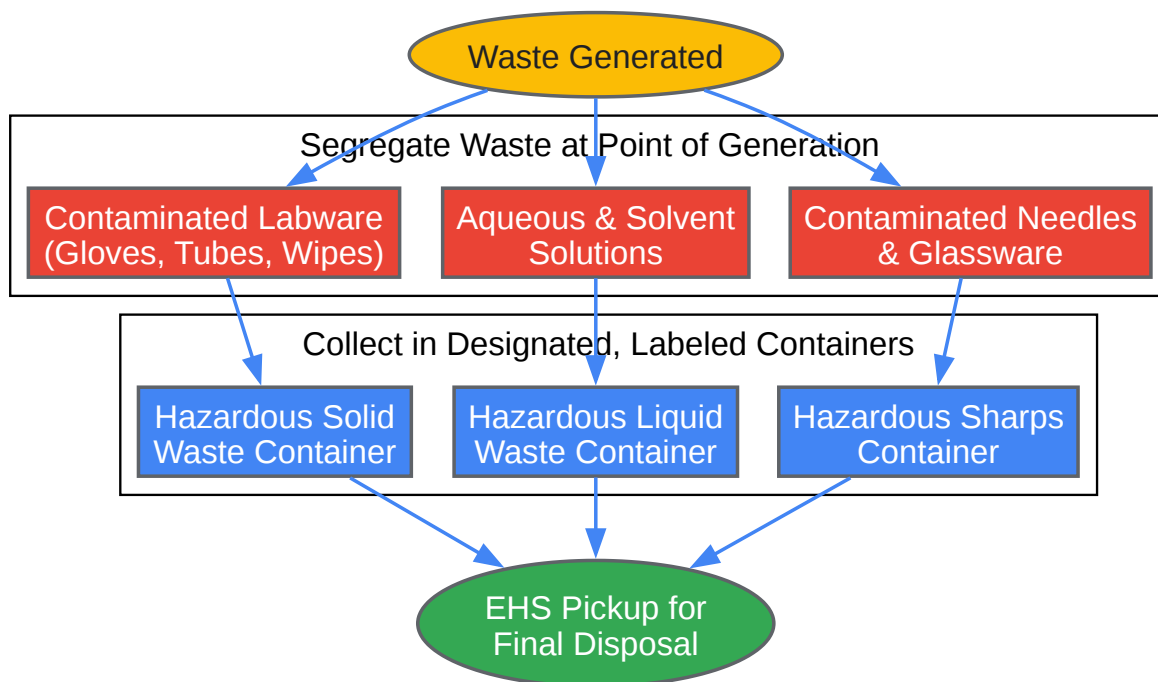 Waste Generated
Segregate Waste at Point of Generation
Contaminated Labware
(Gloves, Tubes, Wipes)
Aqueous & Solvent
Solutions
Contaminated Needles
& Glassware
Collect in Designated, Labeled Containers
Hazardous Solid
Waste Container
Hazardous Liquid
Waste Container
Hazardous Sharps
Container
EHS Pickup for
Final Disposal